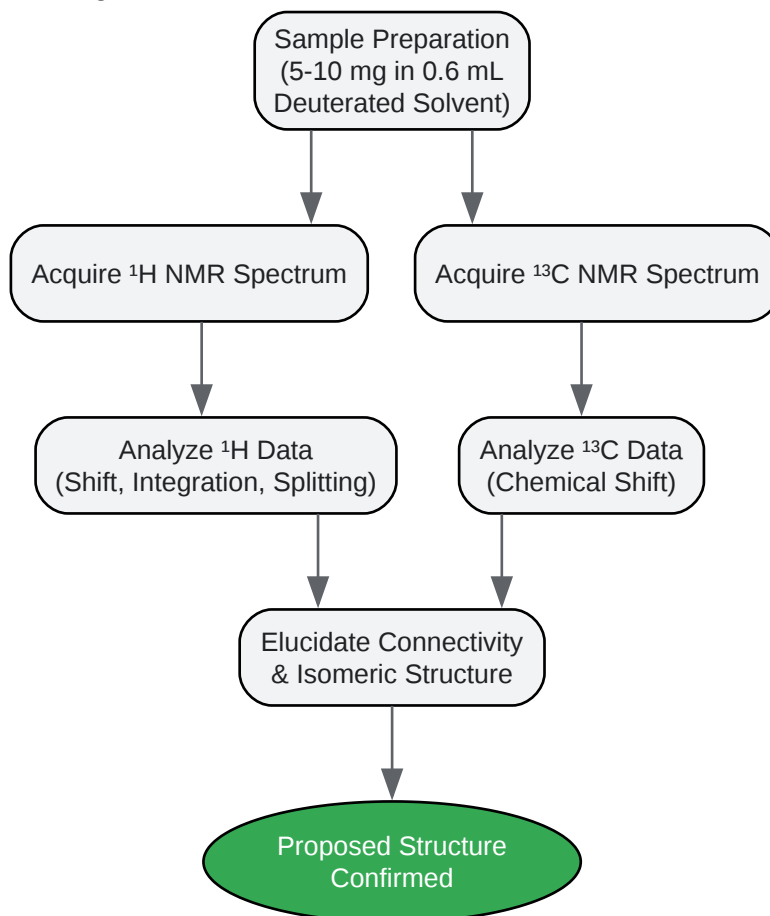 Sample Preparation
(5-10 mg in 0.6 mL
Deuterated Solvent)
Acquire ¹H NMR Spectrum
Acquire ¹³C NMR Spectrum
Analyze ¹H Data
(Shift, Integration, Splitting)
Analyze ¹³C Data
(Chemical Shift)
Elucidate Connectivity
& Isomeric Structure
Proposed Structure
Confirmed